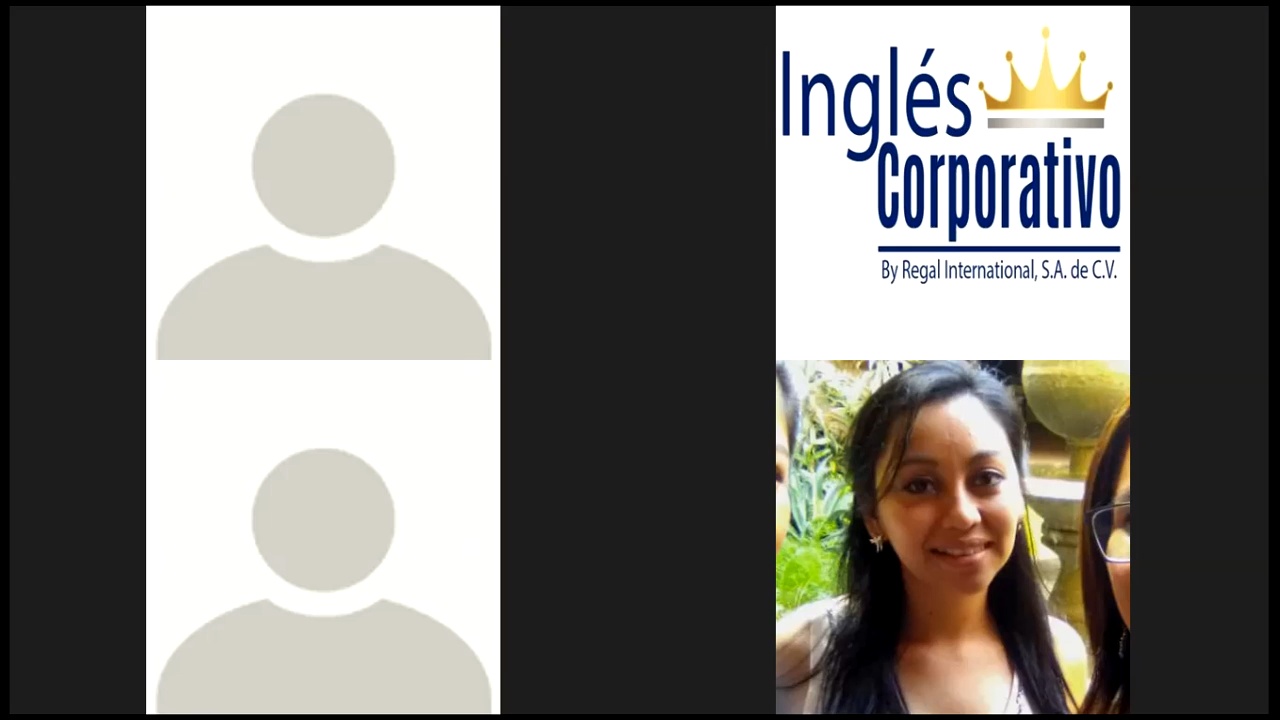 Inglés
Corporativo
By Regal International, S.A. de C.V.